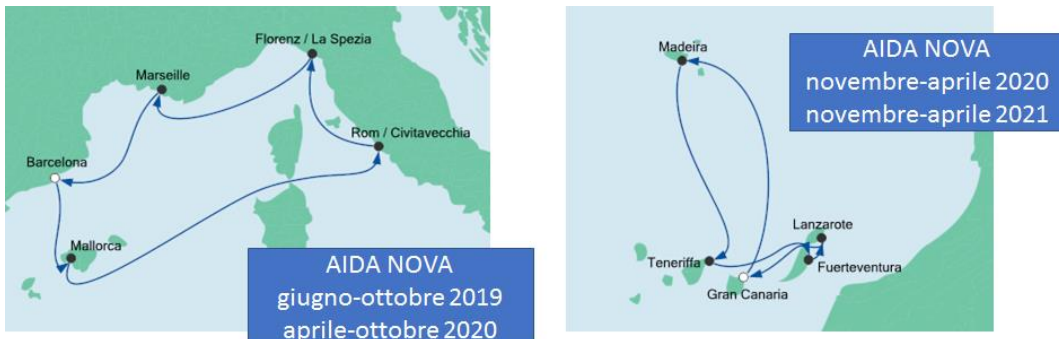 Florenz / La Spezia
Marseille
Rom / Civitavecchia
Barcelona
Mallorca
AIDA NOVA
giugno-ottobre 2019
aprile-ottobre 2020
Madeira
AIDA NOVA
novembre-aprile 2020
novembre-aprile 2021
Lanzarote
Teneriffa
Fuerteventura
Gran Canaria